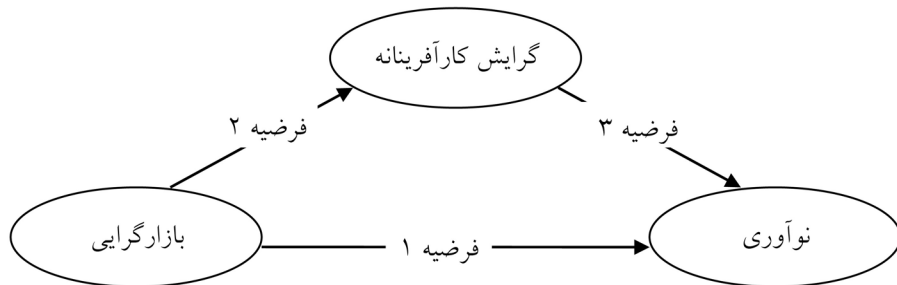 گرایش کارآفرینانه
فرضیه ۳
فرضیه ۲
نوآوری
بازارگرایی
فرضیه ۱